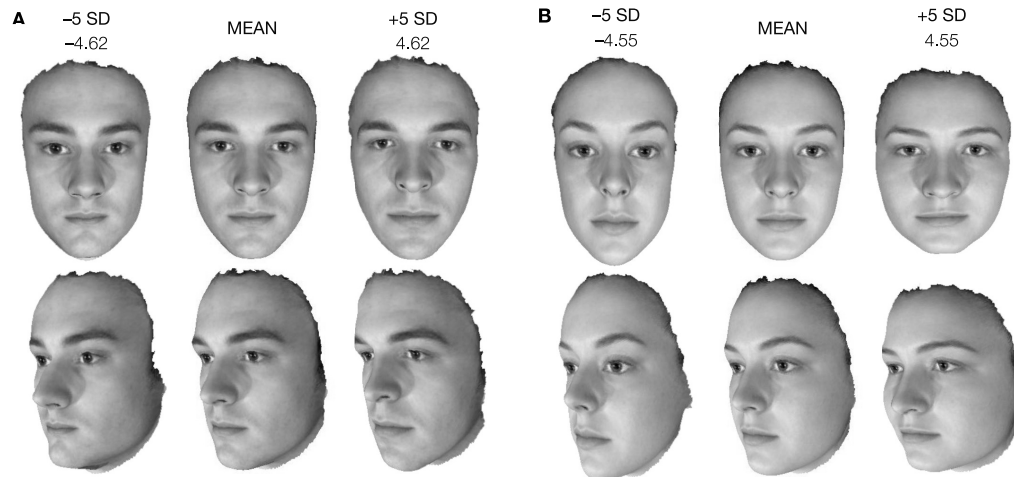 A
–5 SD
–4.62
MEAN
+5 SD
4.62
B
–5 SD
–4.55
MEAN
+5 SD
4.55